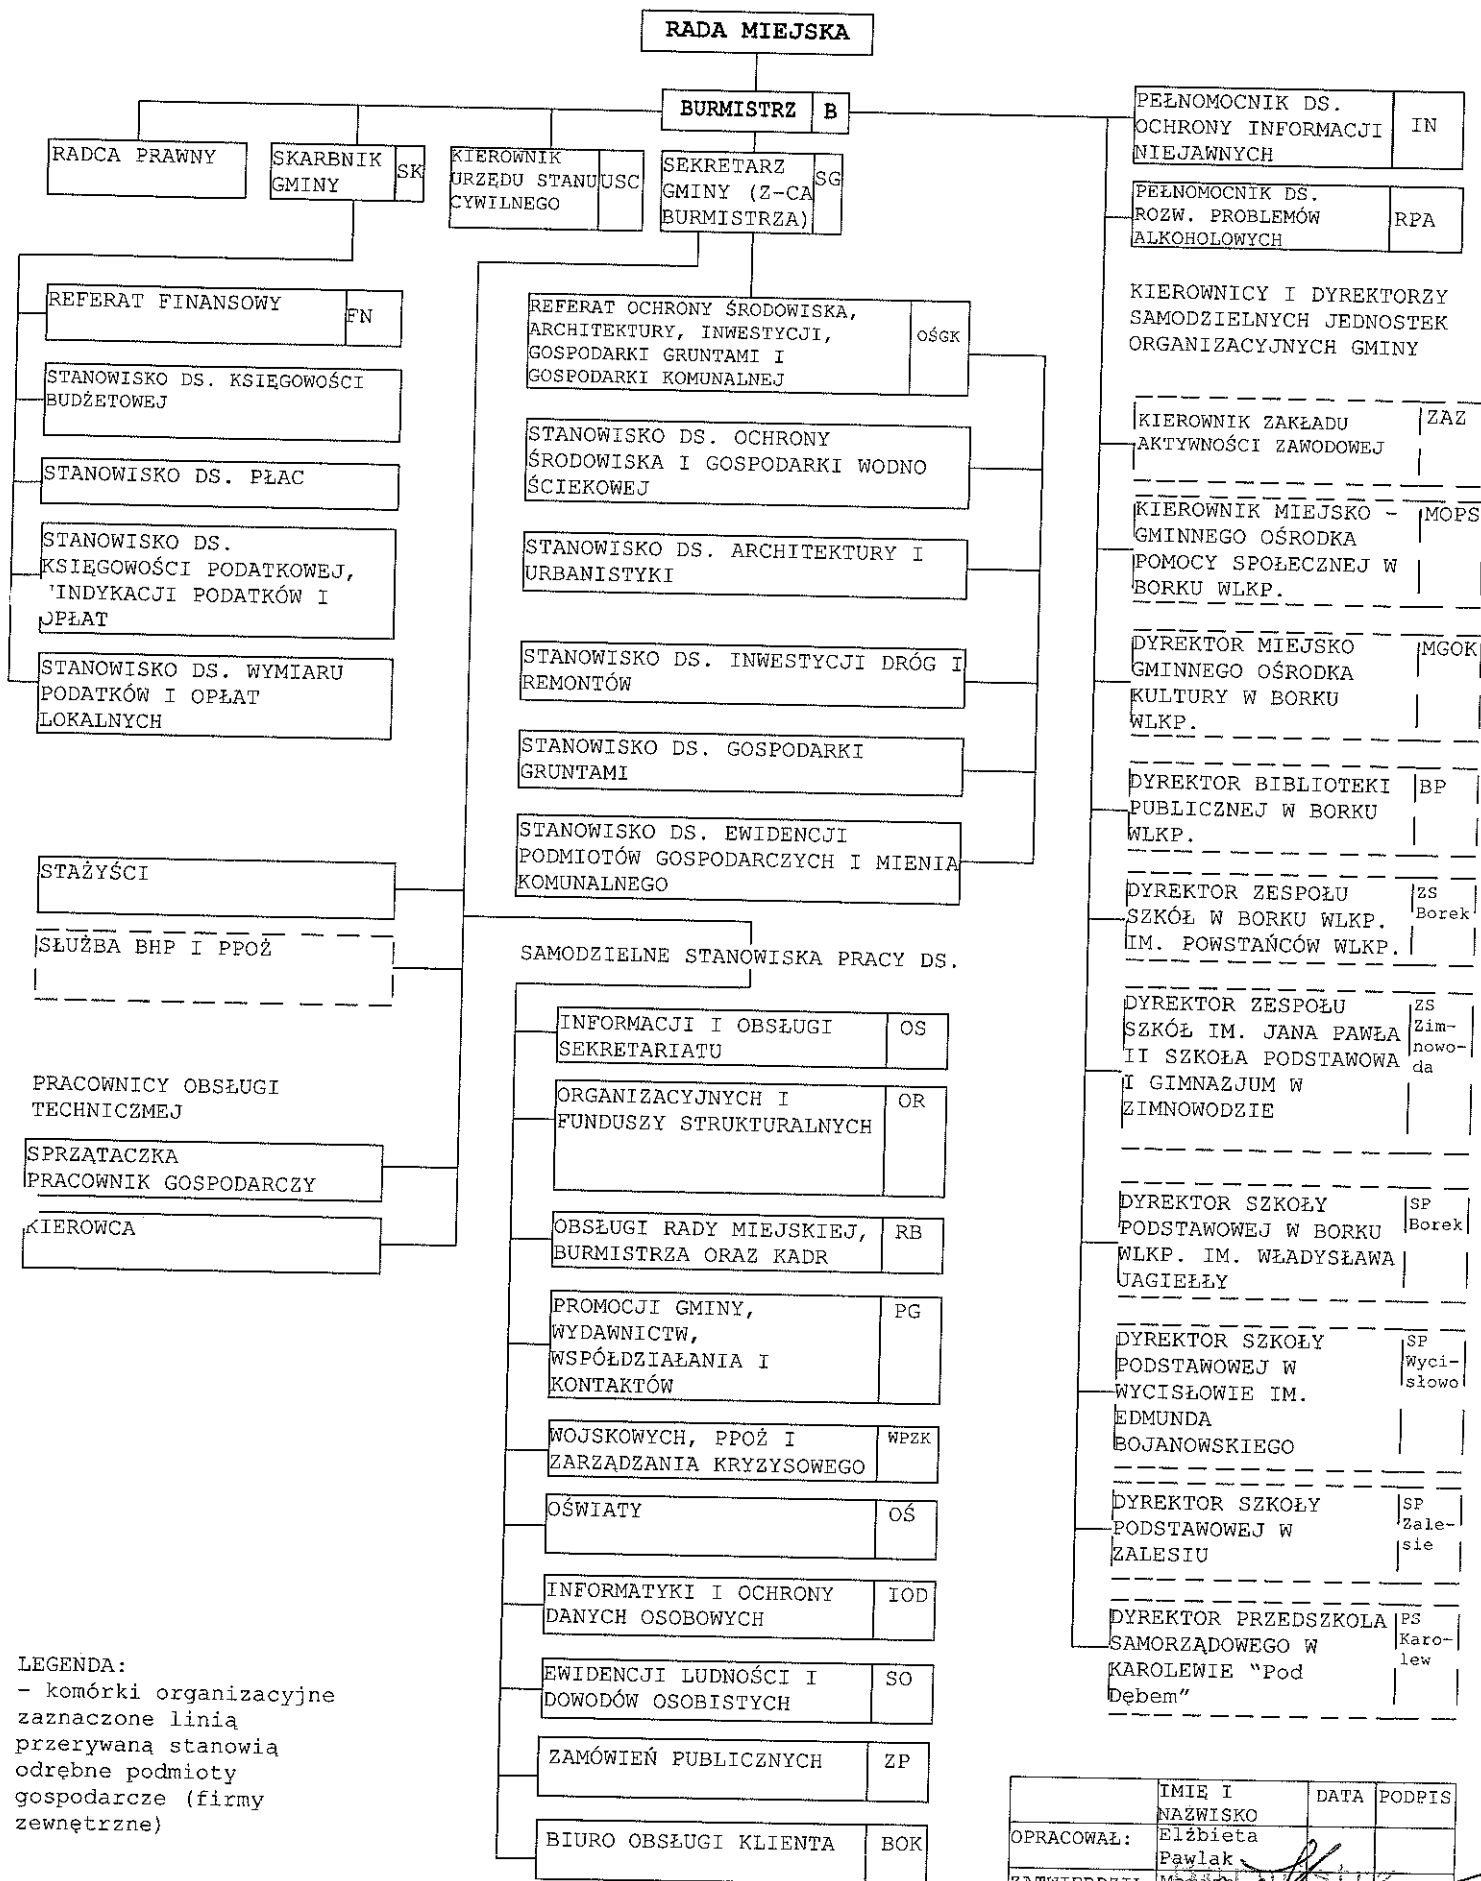 RADA MIEJSKA
BURMISTRZ B
RADCA PRAWNY
SKARBNIK
GMINY
SK
KIEROWNIK
URZĘDU STANU
CYWILNEGO
USC
SEKRETARZ
GMINY (Z-CA
BURMISTRZA)
SG
PEŁNOMOCNIK DS.
OCHRONY INFORMACJI
NIEJAWNYCH
IN
PEŁNOMOCNIK DS.
ROZW. PROBLEMÓW
ALKOHOLOWYCH
RPA
REFERAT FINANSOWY
FN
STANOWISKO DS. KSIĘGOWOŚCI
BUDŻETOWEJ
STANOWISKO DS. PŁAC
STANOWISKO DS.
KSIĘGOWOŚCI PODATKOWEJ,
INDYKACJI PODATKÓW I
OPŁAT
STANOWISKO DS. WYMIARU
PODATKÓW I OPŁAT
LOKALNYCH
REFERAT OCHRONY ŚRODOWISKA,
ARCHITEKTURY, INWESTYCJI,
GOSPODARKI GRUNTAMI I
GOSPODARKI KOMUNALNEJ
OŚGK
STANOWISKO DS. OCHRONY
ŚRODOWISKA I GOSPODARKI WODNO
ŚCIEKOWEJ
STANOWISKO DS. ARCHITEKTURY I
URBANISTYKI
STANOWISKO DS. INWESTYCJI DRÓG I
REMONTÓW
STANOWISKO DS. GOSPODARKI
GRUNTAMI
STANOWISKO DS. EWIDENCJI
PODMIOTÓW GOSPODARCZYCH I MIENIA
KOMUNALNEGO
STAŻYŚCI
SŁUŻBA BHP I PPOŻ
PRACOWNICY OBSŁUGI
TECHNICZMEJ
SPRZĄTACZKA
PRACOWNIK GOSPODARCZY
KIEROWCA
SAMODZIELNE STANOWISKA PRACY DS.
INFORMACJI I OBSŁUGI
SEKRETARIATU
OS
ORGANIZACYJNYCH I
FUNDUSZY STRUKTURALNYCH
OR
OBSŁUGI RADY MIEJSKIEJ,
BURMISTRZA ORAZ KADR
RB
PROMOCJI GMINY,
WYDAWNICTW,
WSPÓŁDZIAŁANIA I
KONTAKTÓW
PG
WOJSKOWYCH, PPOŻ I
ZARZĄDZANIA KRYZYSOWEGO
WPZK
OŚWIATY
OŚ
INFORMATYKI I OCHRONY
DANYCH OSOBOWYCH
IOD
EWIDENCJI LUDNOŚCI I
DOWODÓW OSOBISTYCH
SO
ZAMÓWIEŃ PUBLICZNYCH
ZP
BIURO OBSŁUGI KLIENTA
BOK
KIEROWNICY I DYREKTORZY
SAMODZIELNYCH JEDNOSTEK
ORGANIZACYJNYCH GMINY
KIEROWNIK ZAKŁADU
AKTYWNOŚCI ZAWODOWEJ
ZAZ
KIEROWNIK MIEJSKO -
GMINNEGO OŚRODKA
POMOCY SPOŁECZNEJ W
BORKU WLKP.
MOPS
DYREKTOR MIEJSKO
GMINNEGO OŚRODKA
KULTURY W BORKU
WLKP.
MGOK
DYREKTOR BIBLIOTEKI
PUBLICZNEJ W BORKU
WLKP.
BP
DYREKTOR ZESPOŁU
SZKÓŁ W BORKU WLKP.
IM. POWSTAŃCÓW WLKP.
ZS
Borek
DYREKTOR ZESPOŁU
SZKÓŁ IM. JANA PAWŁA
II SZKOŁA PODSTAWOWA
I GIMNAZJUM W
ZIMNOWODZIE
ZS
Zim-
nowo-
da
DYREKTOR SZKOŁY
PODSTAWOWEJ W BORKU
WLKP. IM. WŁADYSŁAWA
JAGIEŁŁY
SP
Borek
DYREKTOR SZKOŁY
PODSTAWOWEJ W
WYCISŁOWIE IM.
EDMUNDA
BOJANOWSKIEGO
SP
Wyci-
słowo
DYREKTOR SZKOŁY
PODSTAWOWEJ W
ZALESIU
SP
Zale-
sie
DYREKTOR PRZEDSZKOLA
SAMORZĄDOWEGO W
KAROLEWIE "Pod
Dębem"
PS
Karo-
lew
LEGENDA:
- komórki organizacyjne
zaznaczone linią
przerywaną stanowią
odrębne podmioty
gospodarcze (firmy
zewnętrzne)
IMIĘ I
NAZWISKO
DATA PODPIS
OPRACOWAŁ:
Elżbieta
Pawlak